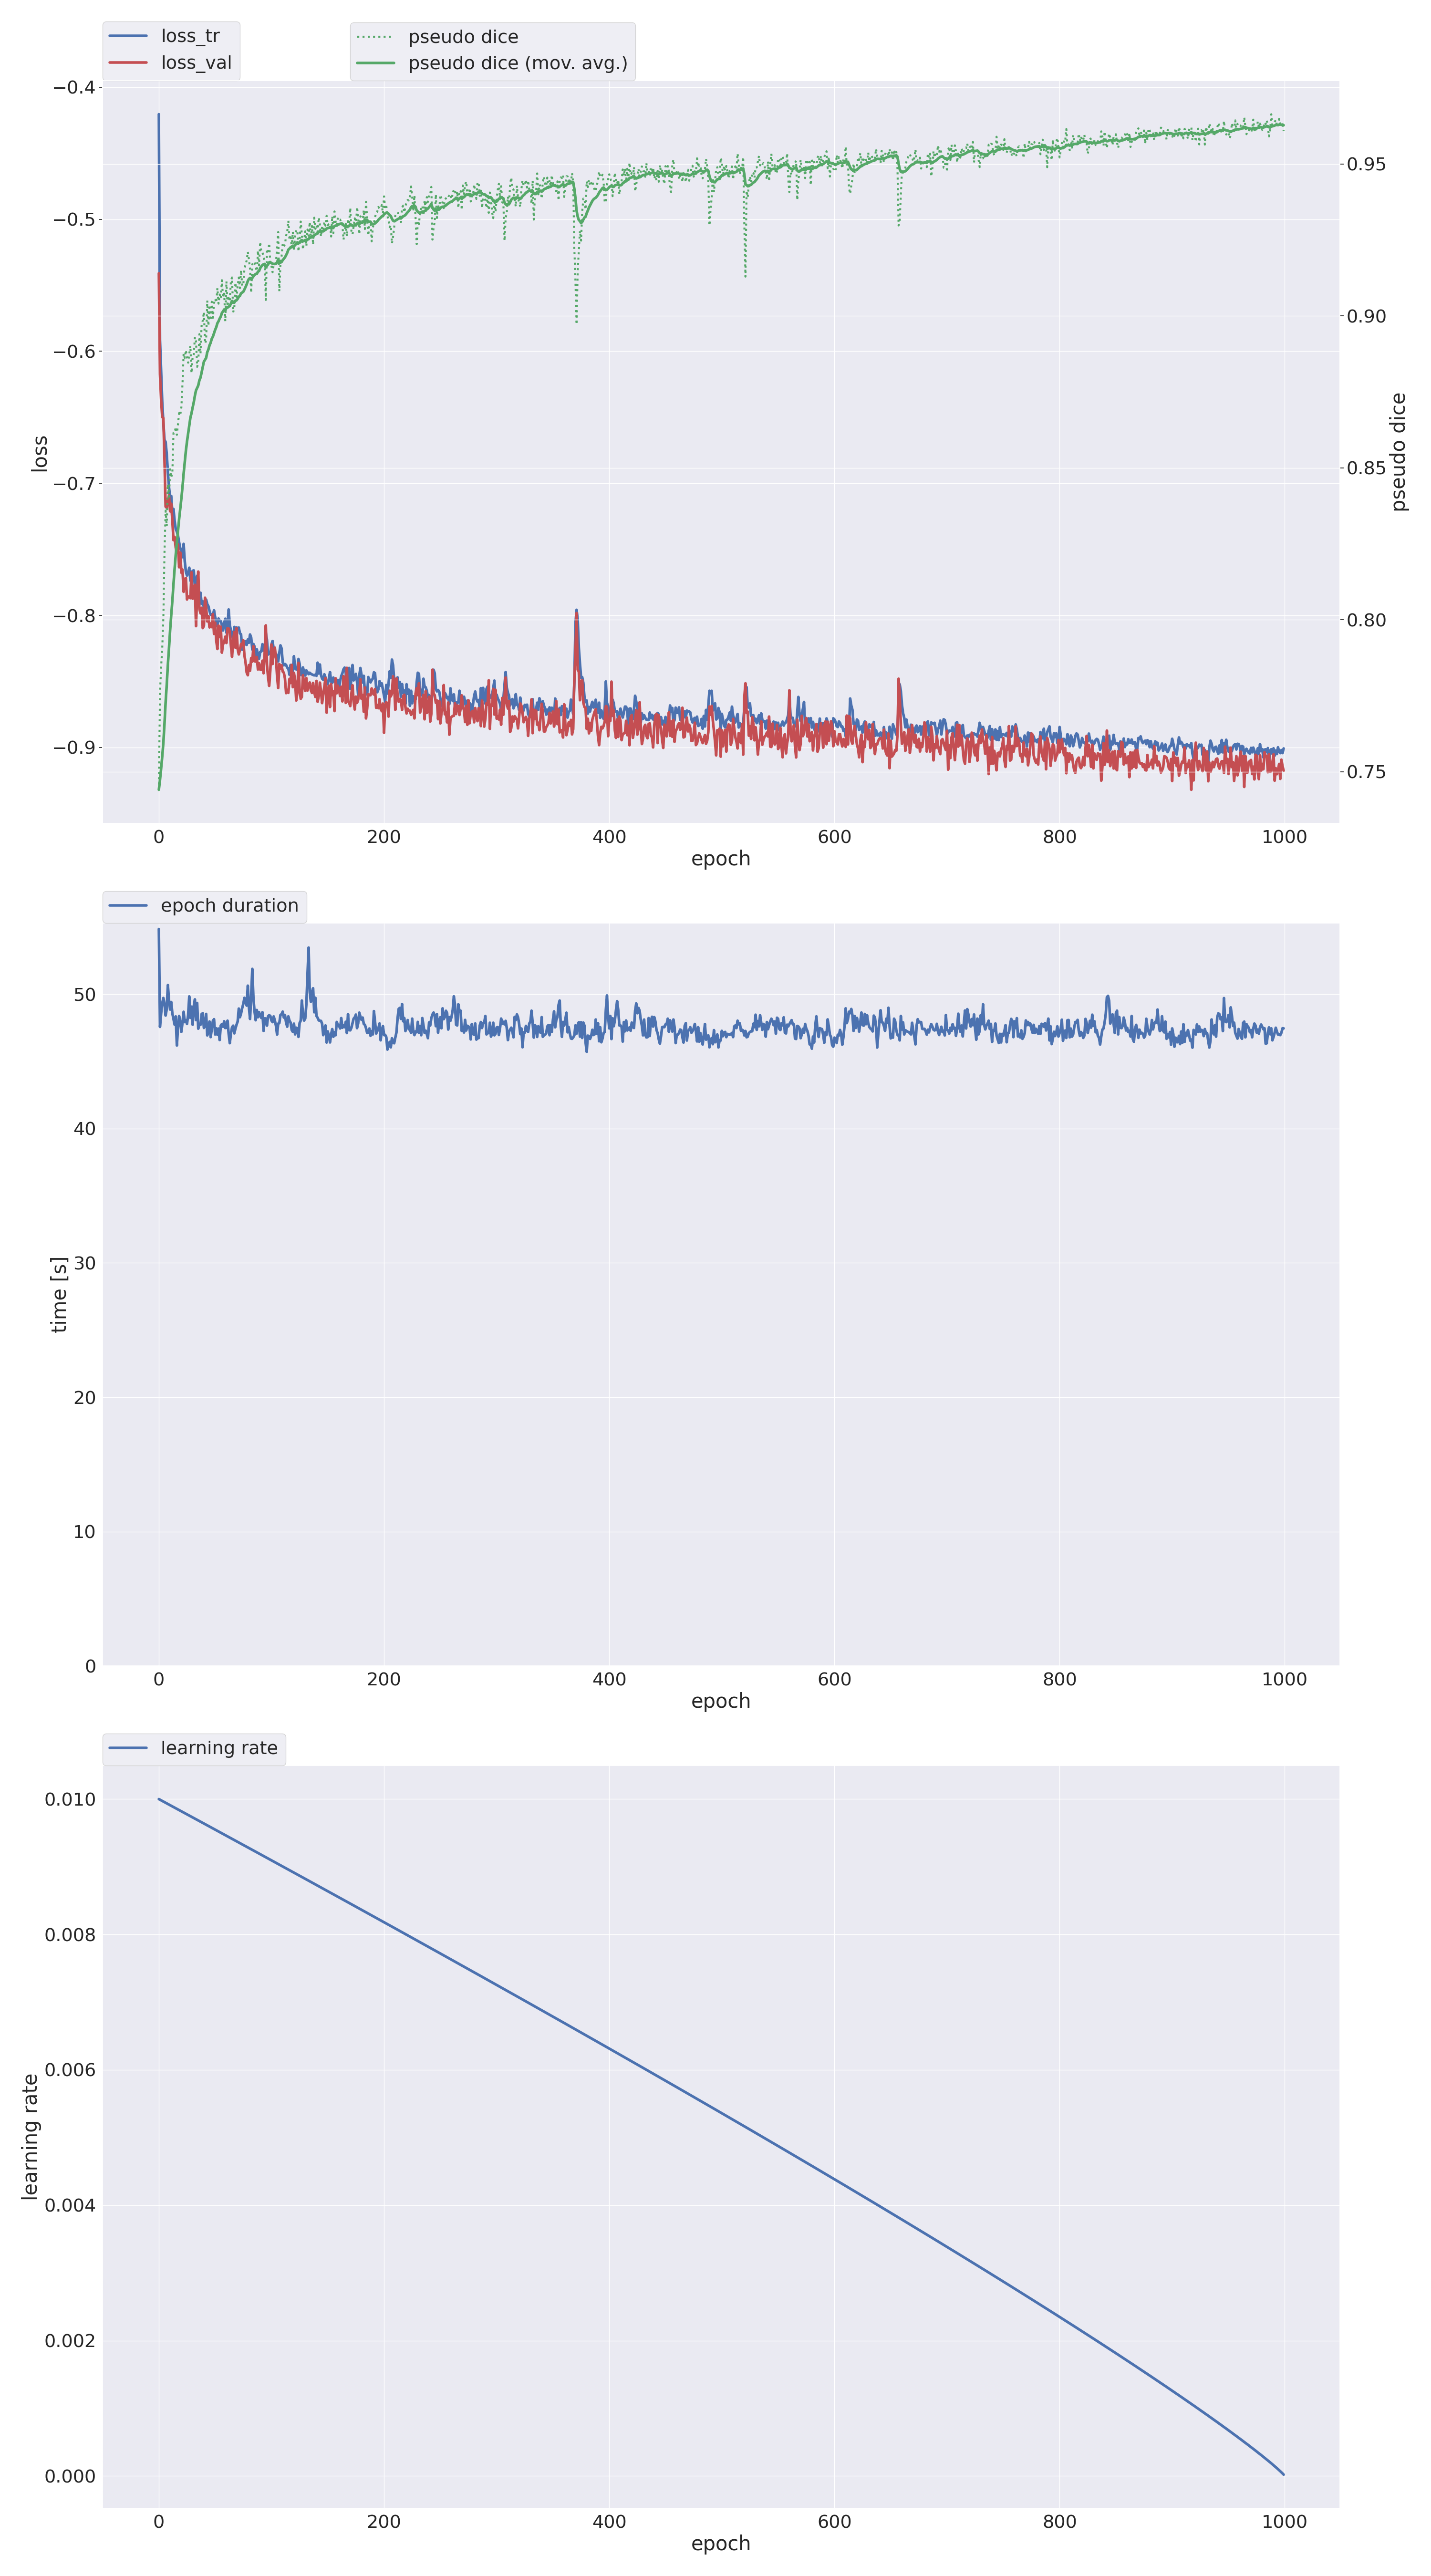 loss_tr
loss_val
pseudo dice
pseudo dice (mov. avg.)
−0.4
−0.5
−0.6
−0.7
−0.8
−0.9
loss
0.95
0.90
0.85
0.80
0.75
pseudo dice
0 200 400 600 800 1000
epoch
epoch duration
50
40
30
20
10
0
time [s]
0 200 400 600 800 1000
epoch
learning rate
0.010
0.008
0.006
0.004
0.002
0.000
learning rate
0 200 400 600 800 1000
epoch